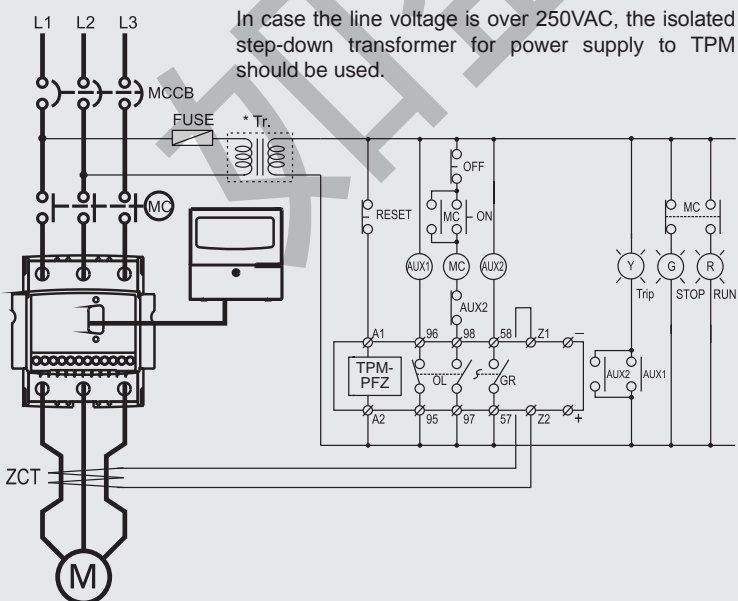 L1 L2 L3
In case the line voltage is over 250VAC, the isolated
step-down transformer for power supply to TPM
should be used.
MCCB
FUSE
* Tr.
OFF
RESET
MC
ON
MC
MC
AUX1
MC
AUX2
Y
G
R
Trip
STOP
RUN
AUX2
A1
96
98
58
Z1
–
TPM-
PFZ
OL
GR
AUX2
AUX1
A2
95
97
57
Z2
+
ZCT
M